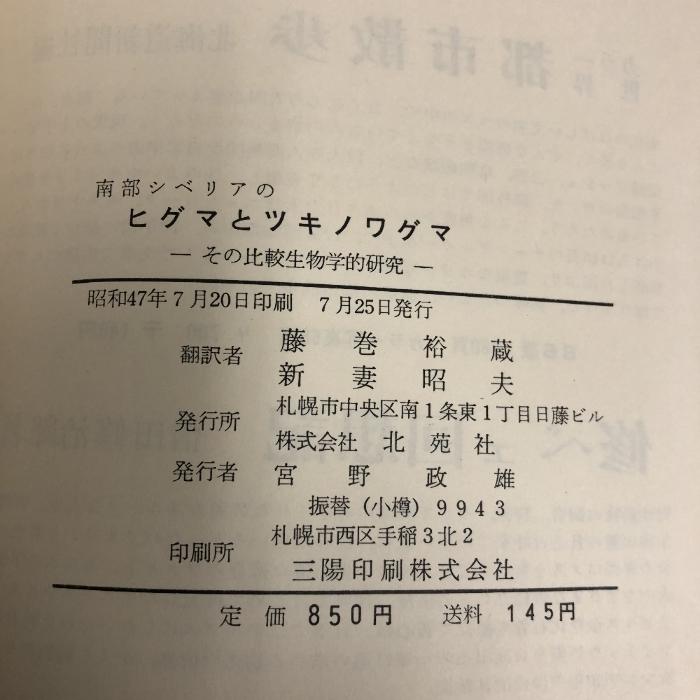 南部シベリアの
ヒグマとツキノワグマ
— その比較生物学的研究 —
昭和47年7月20日印刷 7月25日発行
翻訳者 藤巻裕蔵
新妻昭夫
発行所 札幌市中央区南1条東1丁目日藤ビル
株式会社 北苑社
発行者 宮野政雄
振替 (小樽) 9943
印刷所 札幌市西区手稲3北2
三陽印刷株式会社
定価 850円 送料 145円